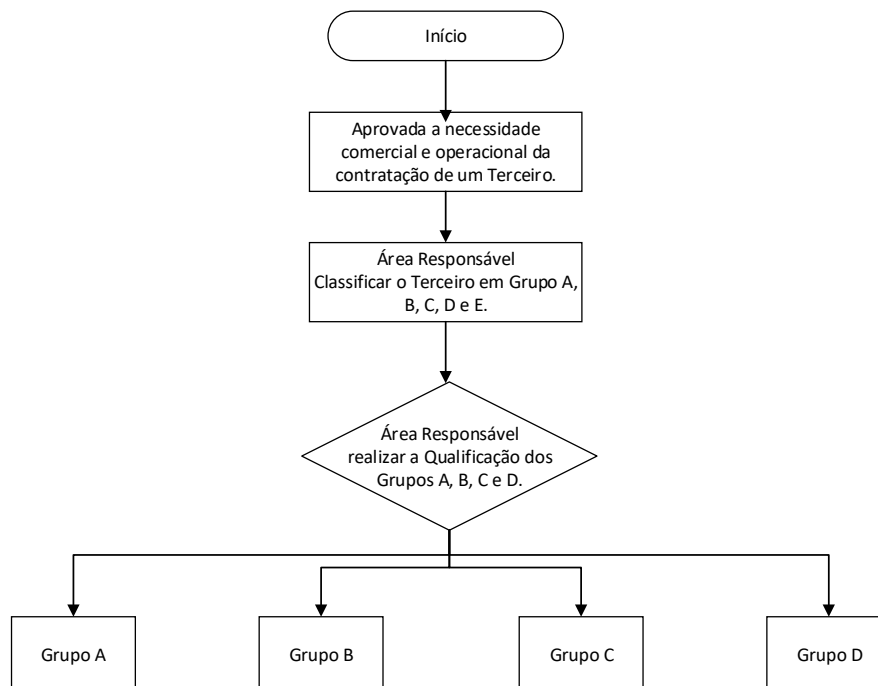 Início
Aprovada a necessidade
comercial e operacional da
contratação de um Terceiro.
Área Responsável
Classificar o Terceiro em Grupo A,
B, C, D e E.
Área Responsável
realizar a Qualificação dos
Grupos A, B, C e D.
Grupo A
Grupo B
Grupo C
Grupo D